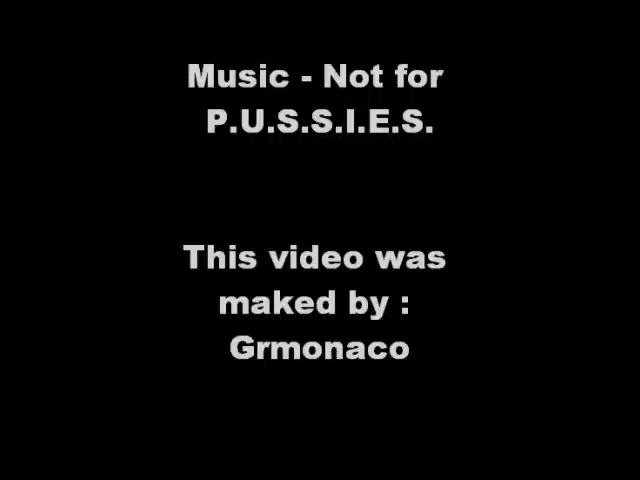 Music - Not for
P.U.S.S.I.E.S.
This video was
maked by :
Grmonaco